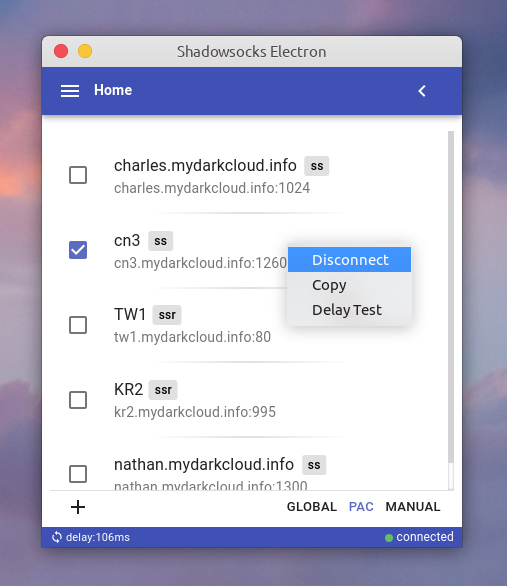 Shadowsocks Electron
Home
charles.mydarkcloud.info ss
charles.mydarkcloud.info:1024
cn3 ss
cn3.mydarkcloud.info:1260
Disconnect
Copy
Delay Test
TW1 ssr
tw1.mydarkcloud.info:80
KR2 ssr
kr2.mydarkcloud.info:995
nathan.mydarkcloud.info ss
nathan.mydarkcloud.info:1300
GLOBAL PAC MANUAL
delay:106ms connected